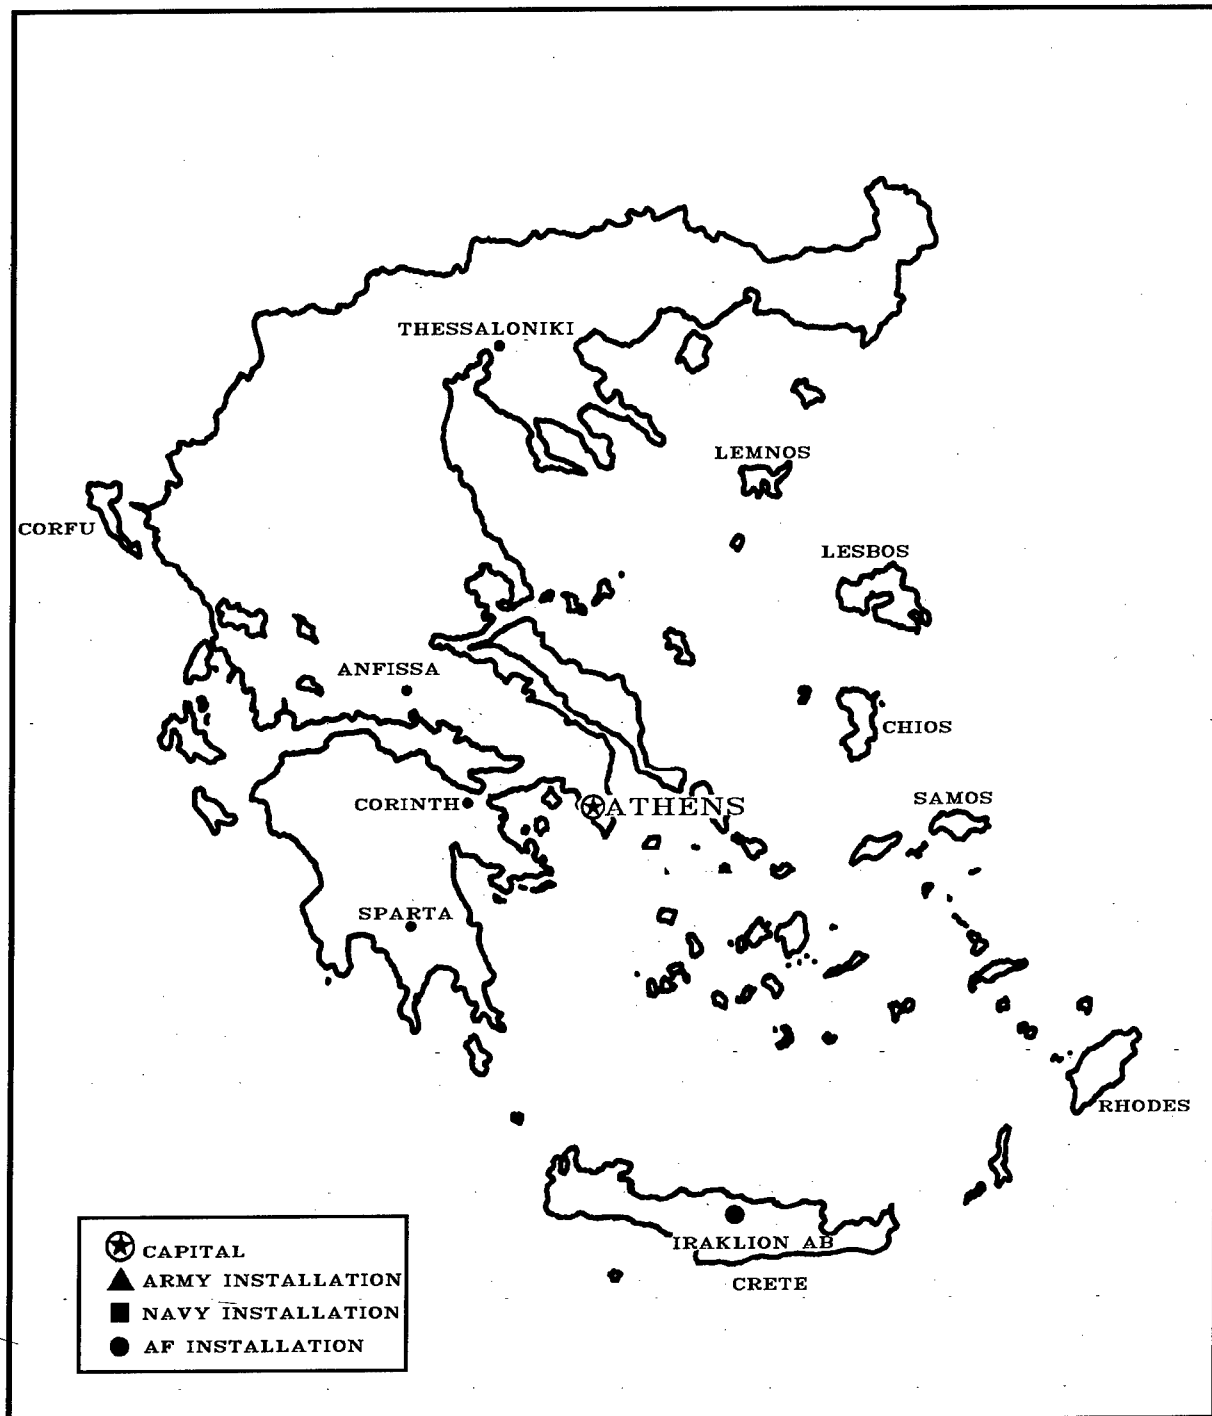 THESSALONIKI
LEMNOS
CORFU
LESBOS
ANFISSA
CHIOS
CORINTH
ATHENS
SAMOS
SPARTA
RHODES
IRAKLION AB
CRETE
CAPITAL
ARMY INSTALLATION
NAVY INSTALLATION
AF INSTALLATION